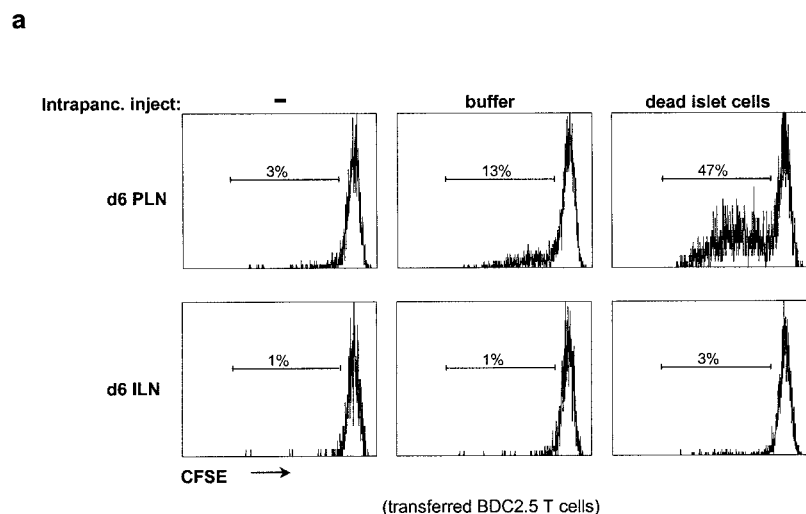 a
Intrapanc. inject: – buffer dead islet cells
d6 PLN 3% 13% 47%
d6 ILN 1% 1% 3%
CFSE →
(transferred BDC2.5 T cells)